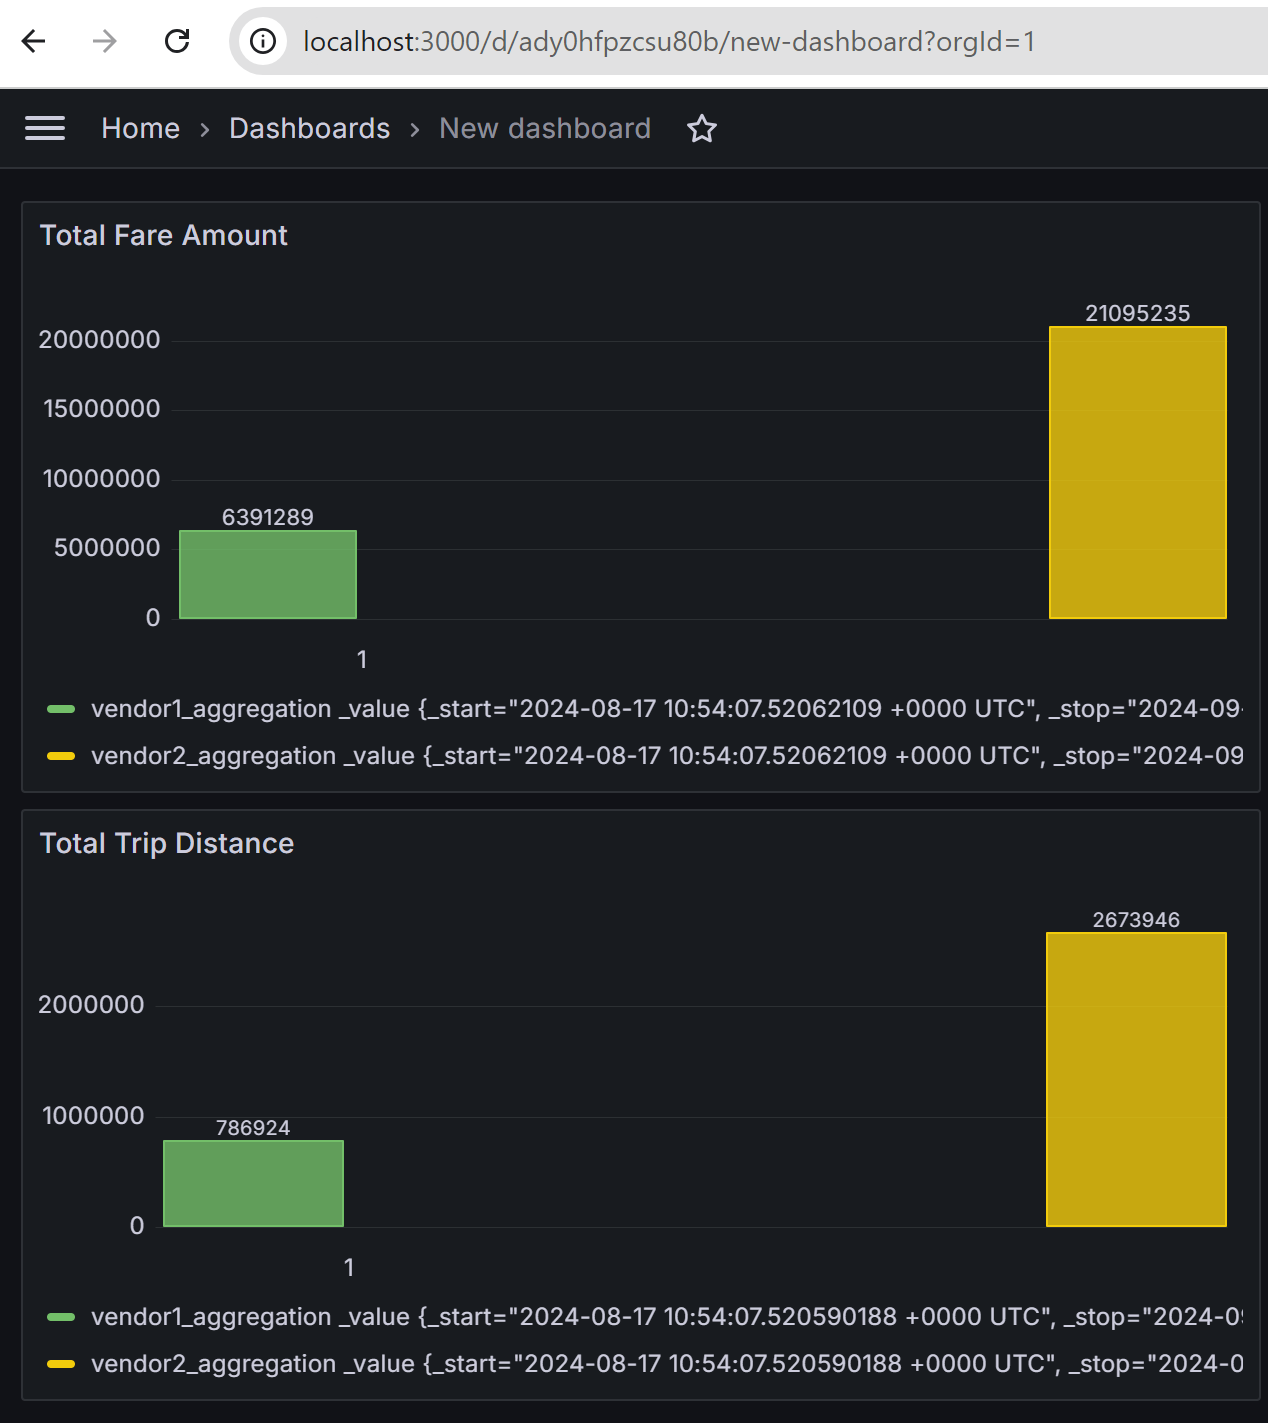 localhost:3000/d/ady0hfpzcsu80b/new-dashboard?orgId=1
Home › Dashboards › New dashboard
Total Fare Amount
21095235
20000000
15000000
10000000
6391289
5000000
0
1
vendor1_aggregation _value {_start="2024-08-17 10:54:07.52062109 +0000 UTC", _stop="2024-09-
vendor2_aggregation _value {_start="2024-08-17 10:54:07.52062109 +0000 UTC", _stop="2024-09
Total Trip Distance
2673946
2000000
1000000
786924
0
1
vendor1_aggregation _value {_start="2024-08-17 10:54:07.520590188 +0000 UTC", _stop="2024-09
vendor2_aggregation _value {_start="2024-08-17 10:54:07.520590188 +0000 UTC", _stop="2024-0